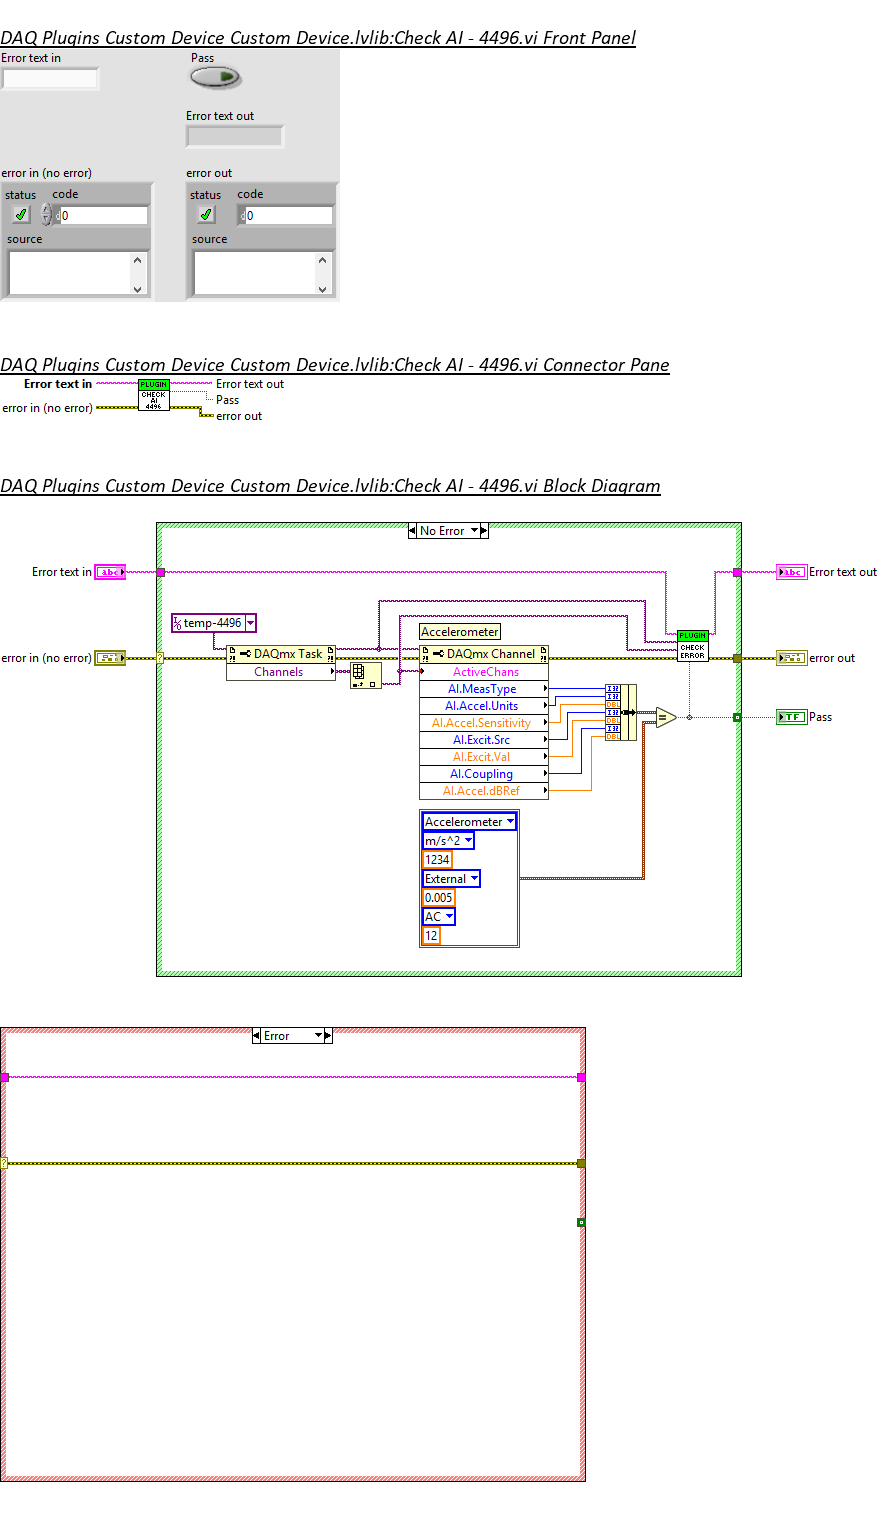 DAQ Plugins Custom Device Custom Device.lvlib:Check AI - 4496.vi Front Panel
Error text in
Pass
Error text out
error in (no error)
error out
status code
0
source
status code
0
source
DAQ Plugins Custom Device Custom Device.lvlib:Check AI - 4496.vi Connector Pane
Error text in
PLUGIN
CHECK
AI
4496
Error text out
Pass
error in (no error)
error out
DAQ Plugins Custom Device Custom Device.lvlib:Check AI - 4496.vi Block Diagram
No Error
Error text in
abc
abc
Error text out
temp-4496
Accelerometer
PLUGIN
CHECK
ERROR
error in (no error)
?
?!
DAQmx Task
?!
?!
DAQmx Channel
?!
error out
Channels
ActiveChans
AI.MeasType
AI.Accel.Units
AI.Accel.Sensitivity
AI.Excit.Src
AI.Excit.Val
AI.Coupling
AI.Accel.dBRef
I32
I32
DBL
I32
DBL
I32
DBL
=
TF
Pass
Accelerometer
m/s^2
1234
External
0.005
AC
12
Error
?